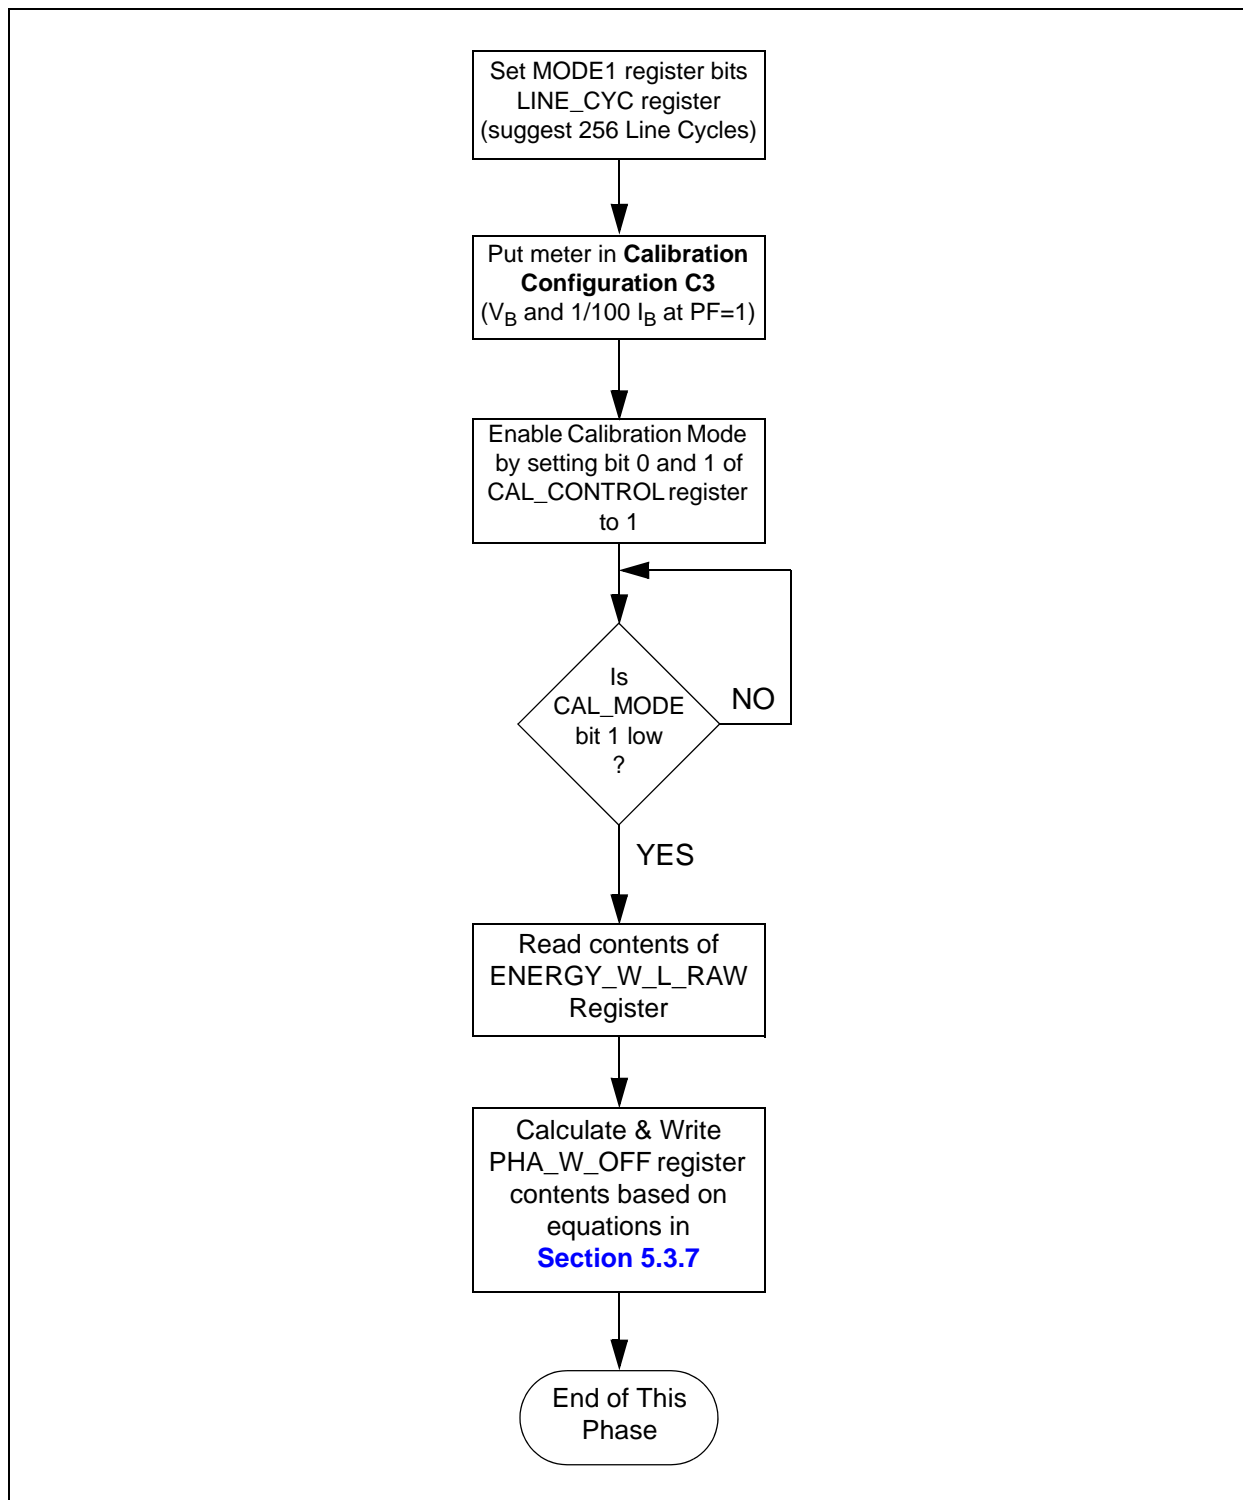 Set MODE1 register bits
LINE_CYC register
(suggest 256 Line Cycles)
Put meter in Calibration
Configuration C3
(VB and 1/100 IB at PF=1)
Enable Calibration Mode
by setting bit 0 and 1 of
CAL_CONTROL register
to 1
Is
CAL_MODE
bit 1 low
?
NO
YES
Read contents of
ENERGY_W_L_RAW
Register
Calculate & Write
PHA_W_OFF register
contents based on
equations in
Section 5.3.7
End of This
Phase